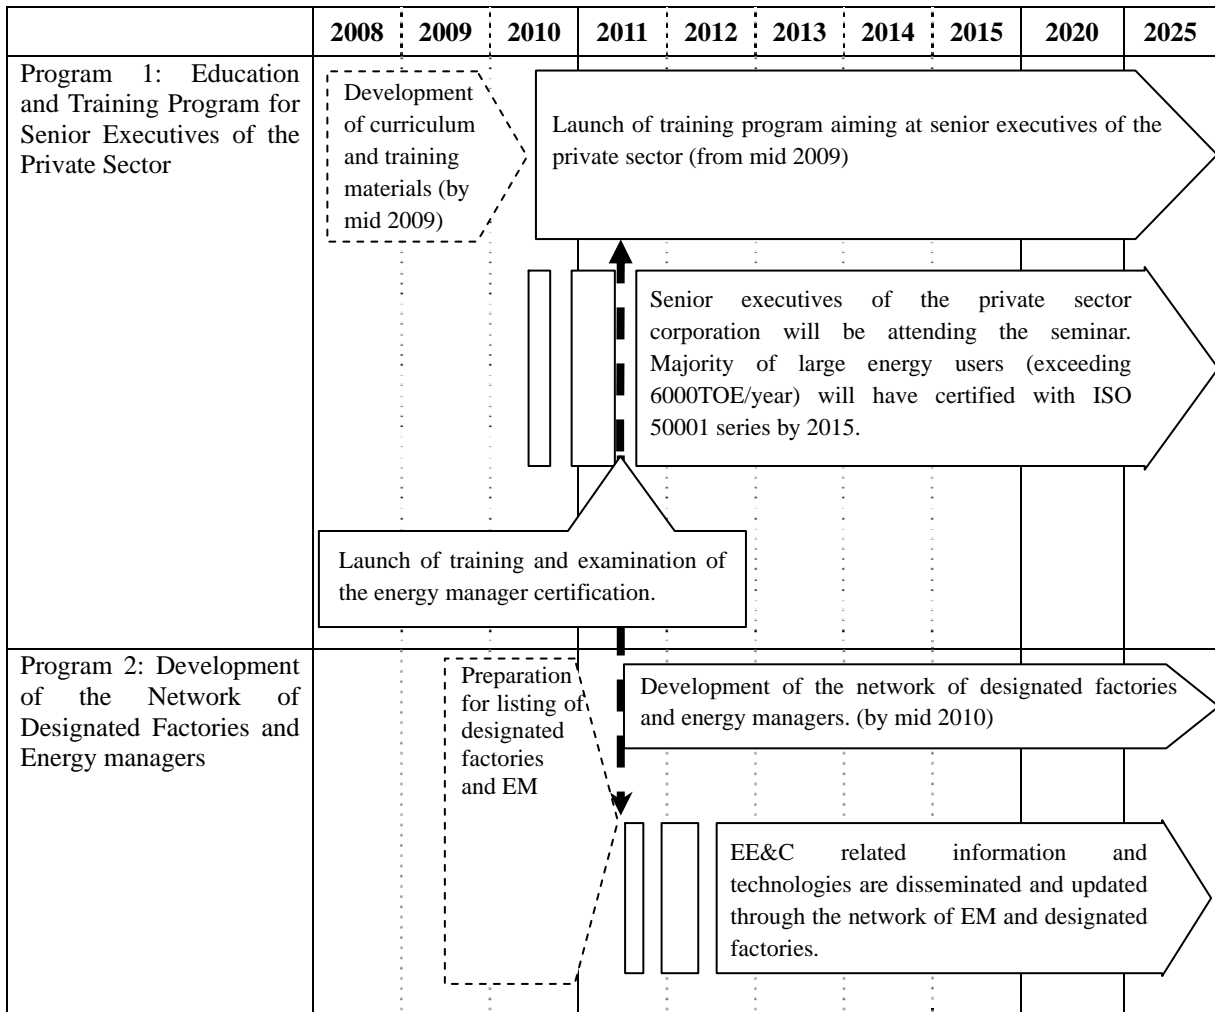 2008 2009 2010 2011 2012 2013 2014 2015 2020 2025
Program 1: Education
and Training Program for
Senior Executives of the
Private Sector
Development
of curriculum
and training
materials (by
mid 2009)
Launch of training program aiming at senior executives of the
private sector (from mid 2009)
Senior executives of the private sector
corporation will be attending the seminar.
Majority of large energy users (exceeding
6000TOE/year) will have certified with ISO
50001 series by 2015.
Launch of training and examination of
the energy manager certification.
Program 2: Development
of the Network of
Designated Factories and
Energy managers
Preparation
for listing of
designated
factories
and EM
Development of the network of designated factories
and energy managers. (by mid 2010)
EE&C related information and
technologies are disseminated and updated
through the network of EM and designated
factories.